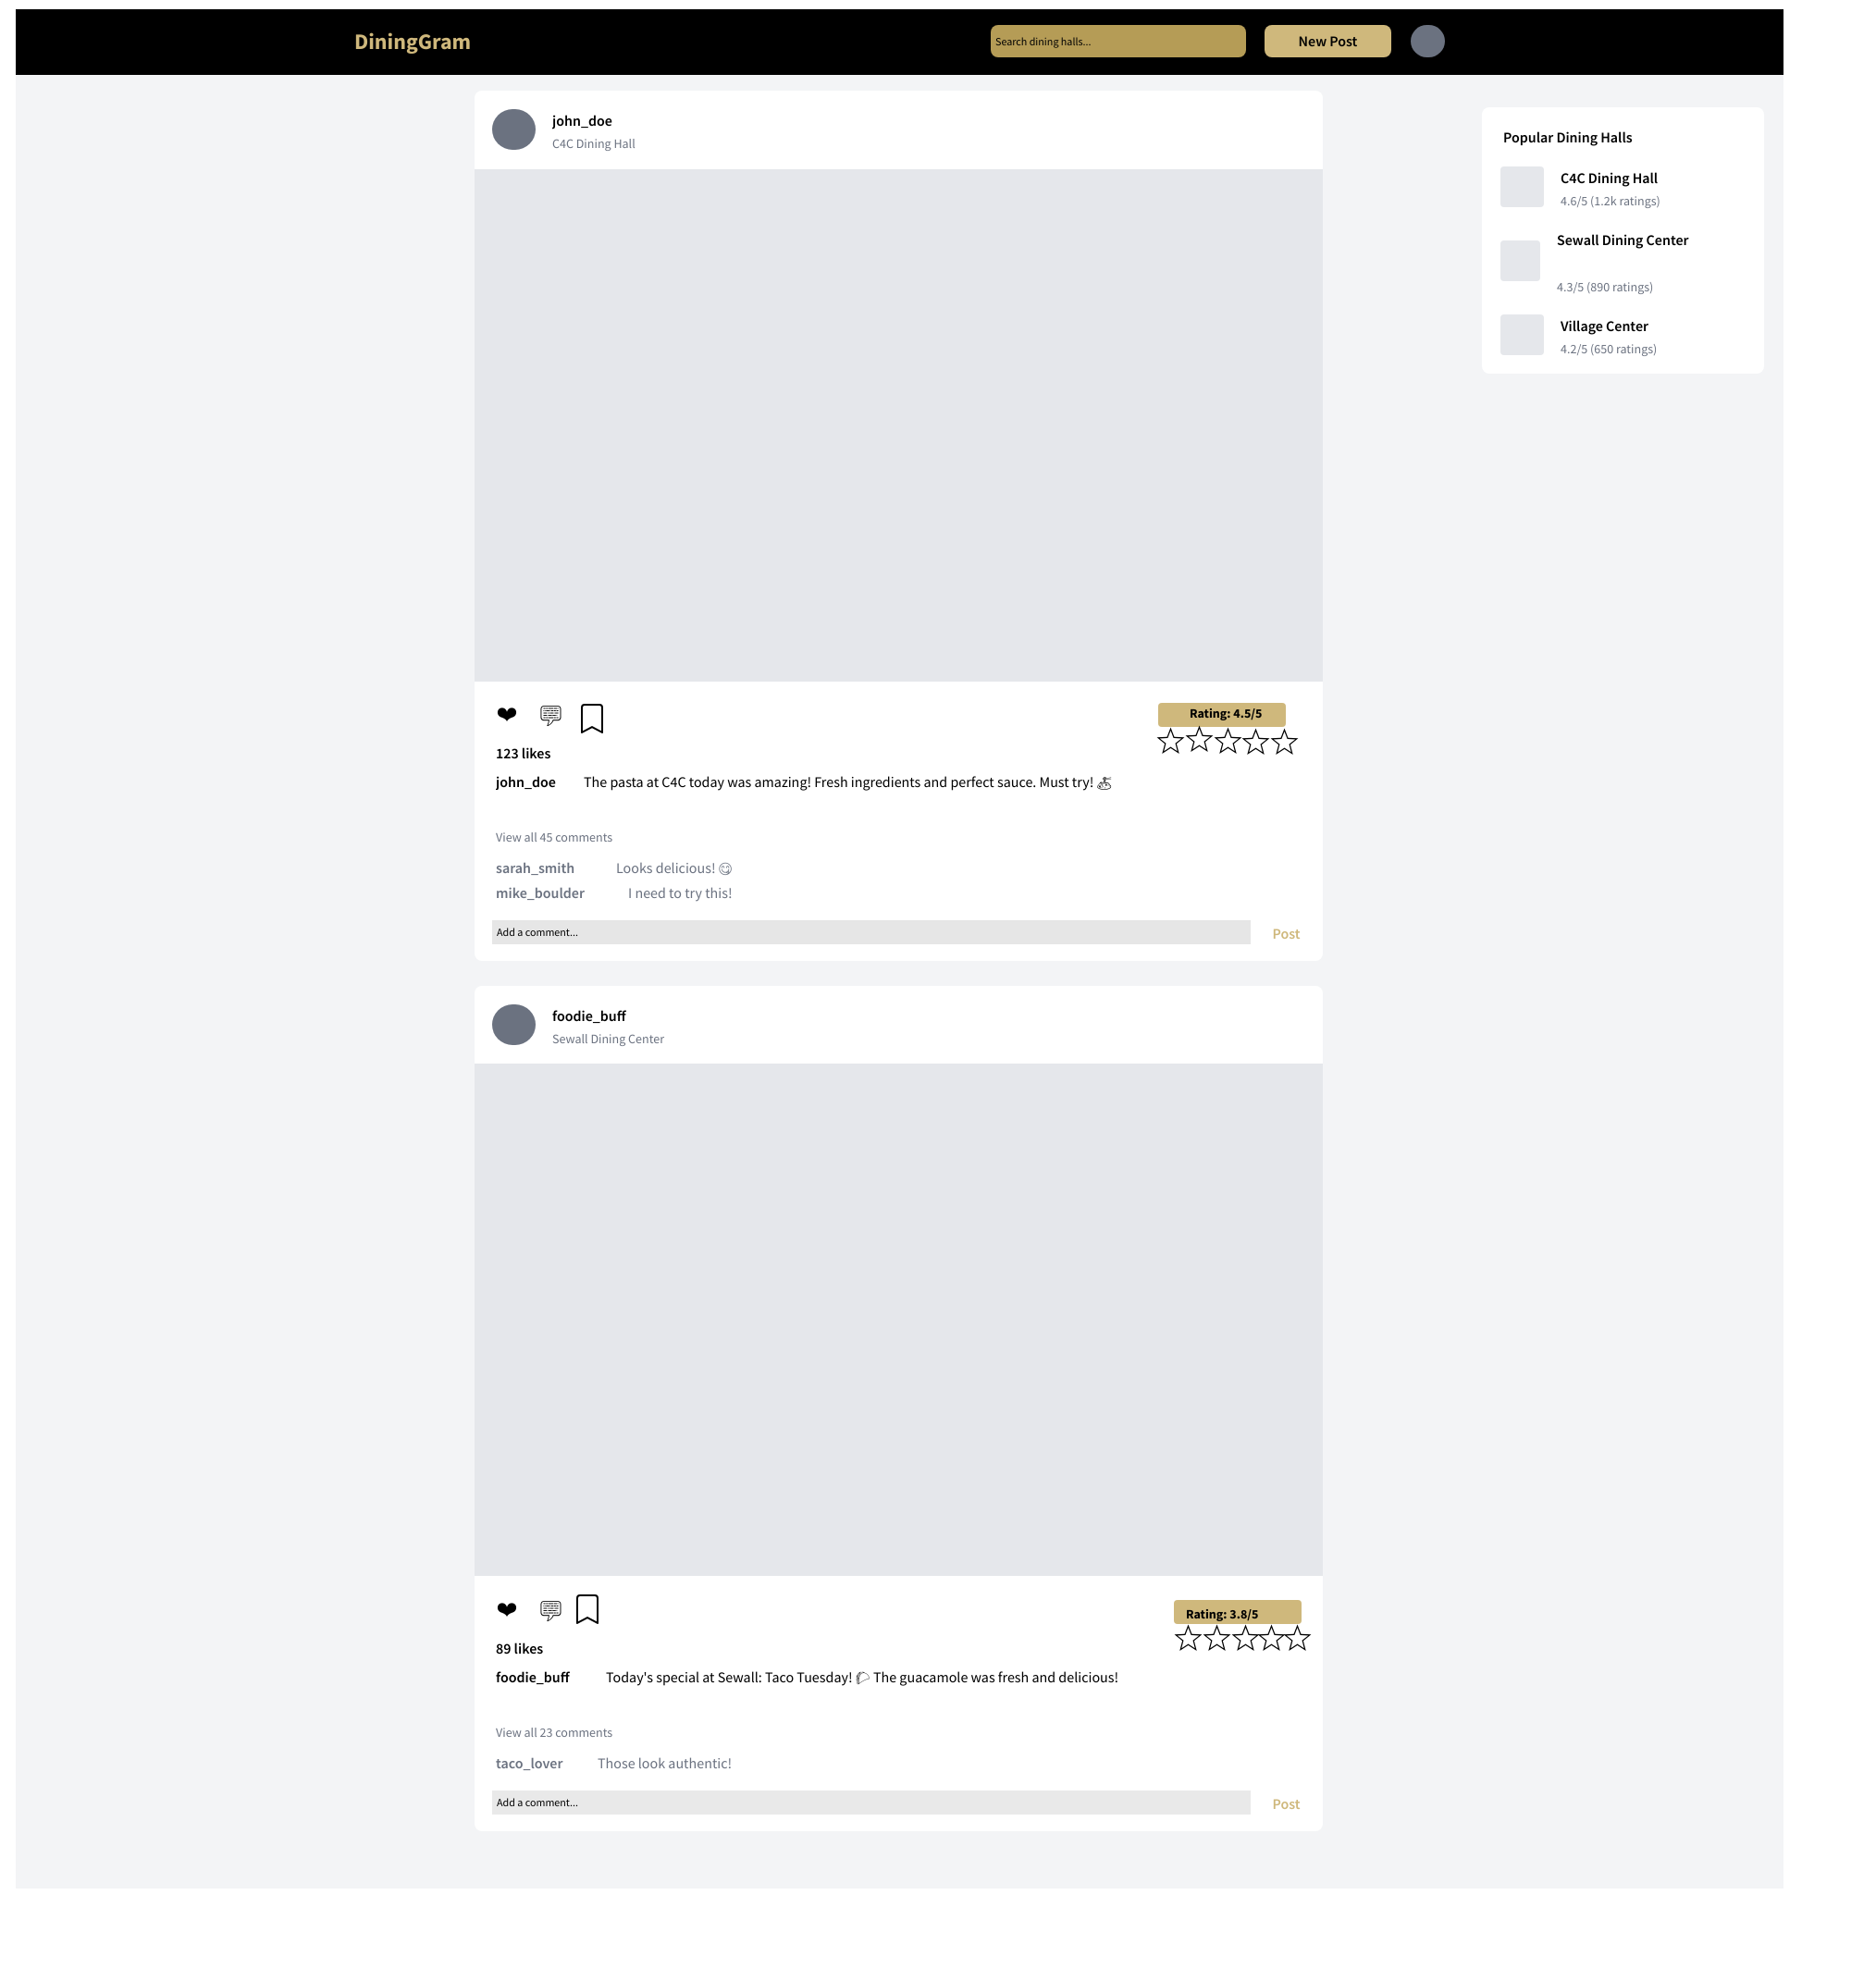 DiningGram
Search dining halls...
New Post
john_doe
C4C Dining Hall
Rating: 4.5/5
123 likes
john_doe The pasta at C4C today was amazing! Fresh ingredients and perfect sauce. Must try! 🍝
View all 45 comments
sarah_smith Looks delicious! 😋
mike_boulder I need to try this!
Add a comment...
Post
foodie_buff
Sewall Dining Center
Rating: 3.8/5
89 likes
foodie_buff Today's special at Sewall: Taco Tuesday! 🌮 The guacamole was fresh and delicious!
View all 23 comments
taco_lover Those look authentic!
Add a comment...
Post
Popular Dining Halls
C4C Dining Hall
4.6/5 (1.2k ratings)
Sewall Dining Center
4.3/5 (890 ratings)
Village Center
4.2/5 (650 ratings)